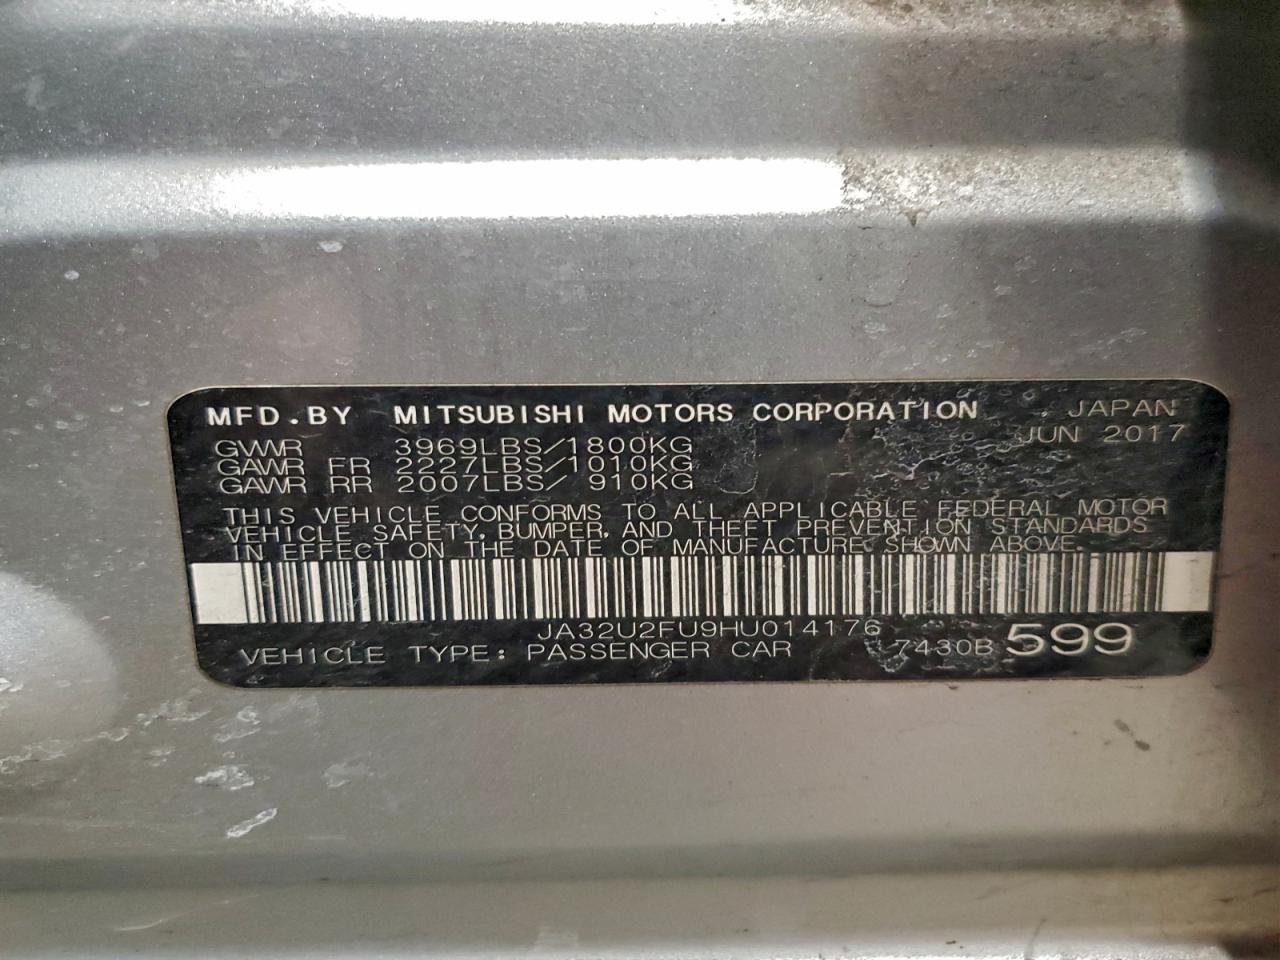 MFD.BY MITSUBISHI MOTORS CORPORATION JAPAN
GVWR 3969LBS/1800KG JUN 2017
GAWR FR 2227LBS/1010KG
GAWR RR 2007LBS/ 910KG
THIS VEHICLE CONFORMS TO ALL APPLICABLE FEDERAL MOTOR
VEHICLE SAFETY, BUMPER, AND THEFT PREVENTION STANDARDS
IN EFFECT ON THE DATE OF MANUFACTURE SHOWN ABOVE.
JA32U2FU9HU014176
VEHICLE TYPE: PASSENGER CAR 7430B 599